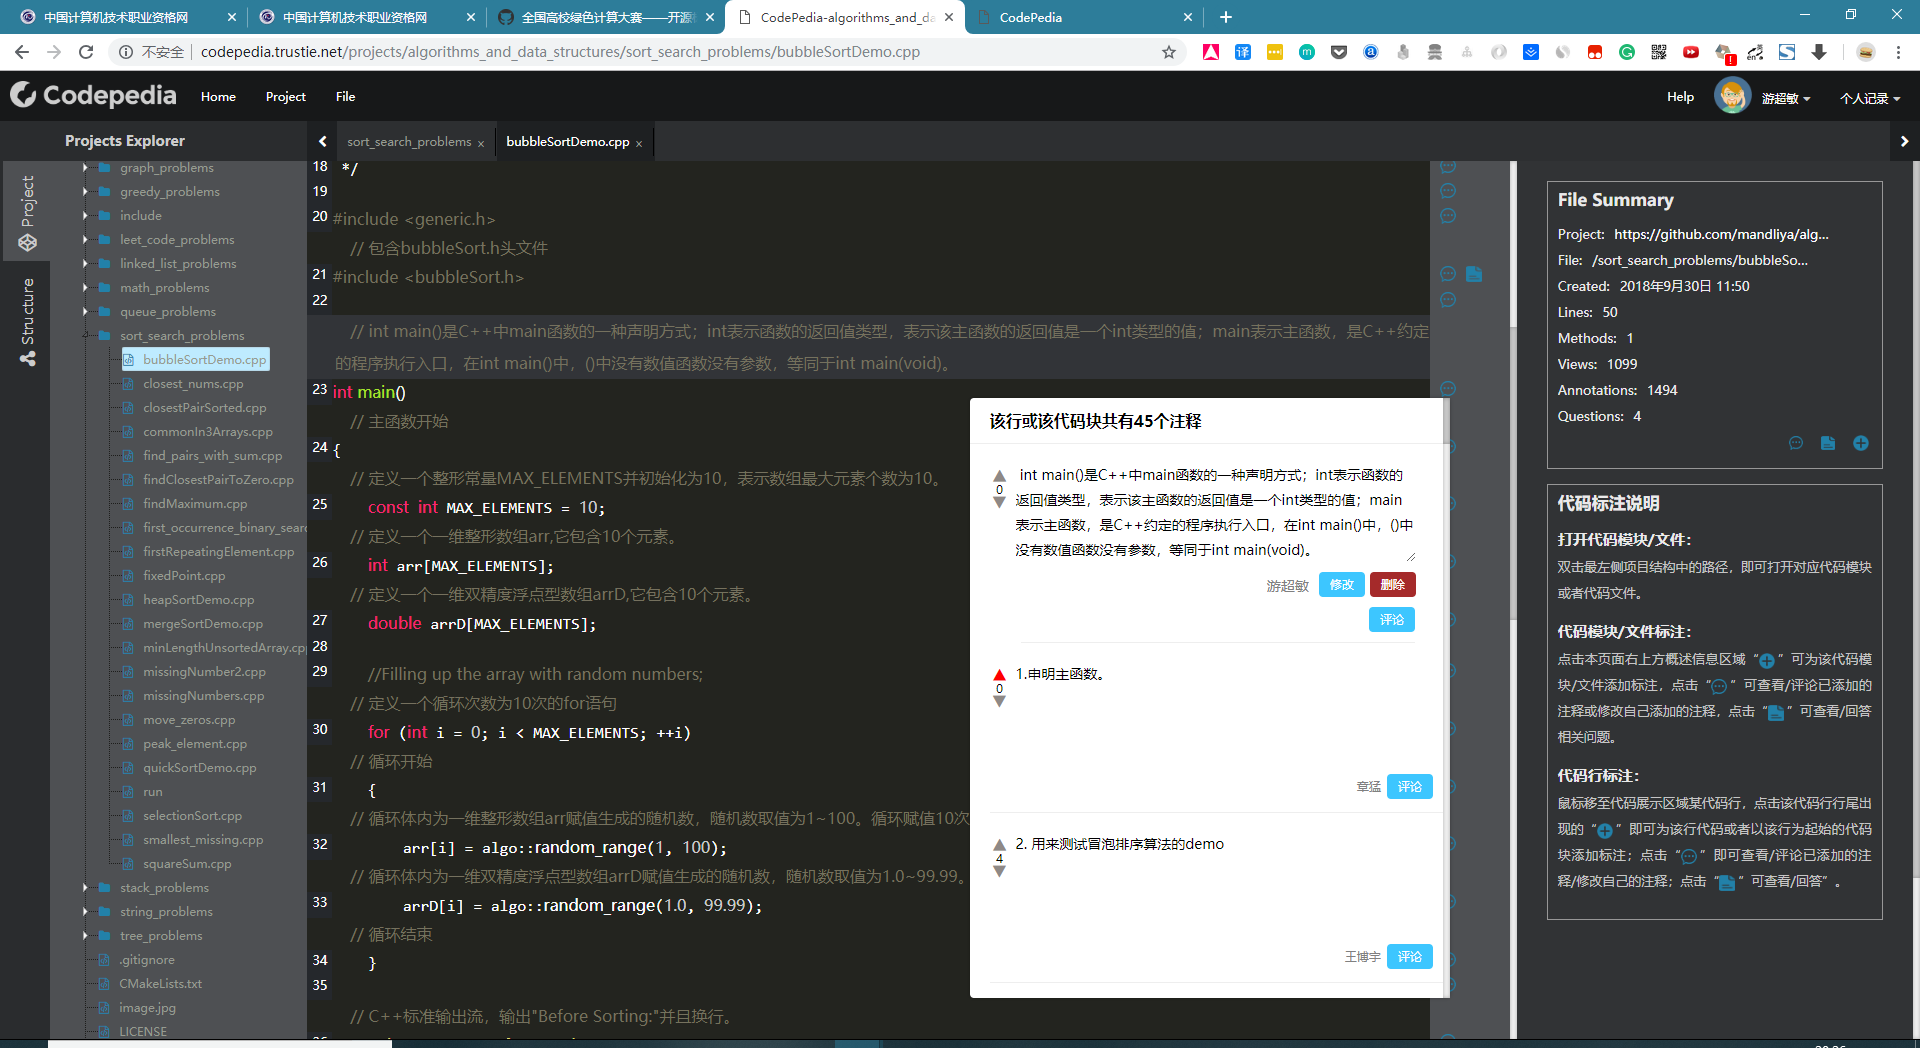 中国计算机技术职业资格网
中国计算机技术职业资格网
全国高校绿色计算大赛——开源
CodePedia-algorithms_and_da
CodePedia
不安全
codepedia.trustie.net/projects/algorithms_and_data_structures/sort_search_problems/bubbleSortDemo.cpp
Codepedia
Home
Project
File
Help
游超敏
个人记录
Projects Explorer
sort_search_problems ×
bubbleSortDemo.cpp ×
Project
Structure
graph_problems
greedy_problems
include
leet_code_problems
linked_list_problems
math_problems
queue_problems
sort_search_problems
bubbleSortDemo.cpp
closest_nums.cpp
closestPairSorted.cpp
commonIn3Arrays.cpp
find_pairs_with_sum.cpp
findClosestPairToZero.cpp
findMaximum.cpp
first_occurrence_binary_searc
firstRepeatingElement.cpp
fixedPoint.cpp
heapSortDemo.cpp
mergeSortDemo.cpp
minLengthUnsortedArray.cpp
missingNumber2.cpp
missingNumbers.cpp
move_zeros.cpp
peak_element.cpp
quickSortDemo.cpp
run
selectionSort.cpp
smallest_missing.cpp
squareSum.cpp
stack_problems
string_problems
tree_problems
.gitignore
CMakeLists.txt
image.jpg
LICENSE
18 */
19
20 #include <generic.h>
// 包含bubbleSort.h头文件
21 #include <bubbleSort.h>
22
// int main()是C++中main函数的一种声明方式；int表示函数的返回值类型，表示该主函数的返回值是一个int类型的值；main表示主函数，是C++约定
的程序执行入口，在int main()中，()中没有数值函数没有参数，等同于int main(void)。
23 int main()
// 主函数开始
24 {
// 定义一个整形常量MAX_ELEMENTS并初始化为10，表示数组最大元素个数为10。
25 const int MAX_ELEMENTS = 10;
// 定义一个一维整形数组arr,它包含10个元素。
26 int arr[MAX_ELEMENTS];
// 定义一个一维双精度浮点型数组arrD,它包含10个元素。
27 double arrD[MAX_ELEMENTS];
28
29 //Filling up the array with random numbers;
// 定义一个循环次数为10次的for语句
30 for (int i = 0; i < MAX_ELEMENTS; ++i)
// 循环开始
31 {
// 循环体内为一维整形数组arr赋值生成的随机数，随机数取值为1~100。循环赋值10次
32 arr[i] = algo::random_range(1, 100);
// 循环体内为一维双精度浮点型数组arrD赋值生成的随机数，随机数取值为1.0~99.99。
33 arrD[i] = algo::random_range(1.0, 99.99);
// 循环结束
34 }
35
// C++标准输出流，输出"Before Sorting:"并且换行。
该行或该代码块共有45个注释
int main()是C++中main函数的一种声明方式；int表示函数的
0
返回值类型，表示该主函数的返回值是一个int类型的值；main
表示主函数，是C++约定的程序执行入口，在int main()中，()中
没有数值函数没有参数，等同于int main(void)。
游超敏 修改 删除
评论
1.申明主函数。
0
章猛 评论
2. 用来测试冒泡排序算法的demo
4
王博宇 评论
File Summary
Project: https://github.com/mandliya/alg...
File: /sort_search_problems/bubbleSo...
Created: 2018年9月30日 11:50
Lines: 50
Methods: 1
Views: 1099
Annotations: 1494
Questions: 4
代码标注说明
打开代码模块/文件：
双击最左侧项目结构中的路径，即可打开对应代码模块
或者代码文件。
代码模块/文件标注：
点击本页面右上方概述信息区域“ ”可为该代码模
块/文件添加标注，点击“ ”可查看/评论已添加的
注释或修改自己添加的注释，点击“ ”可查看/回答
相关问题。
代码行标注：
鼠标移至代码展示区域某代码行，点击该代码行行尾出
现的“ ”即可为该行代码或者以该行为起始的代码
块添加标注；点击“ ”即可查看/评论已添加的注
释/修改自己的注释；点击“ ”可查看/回答”。